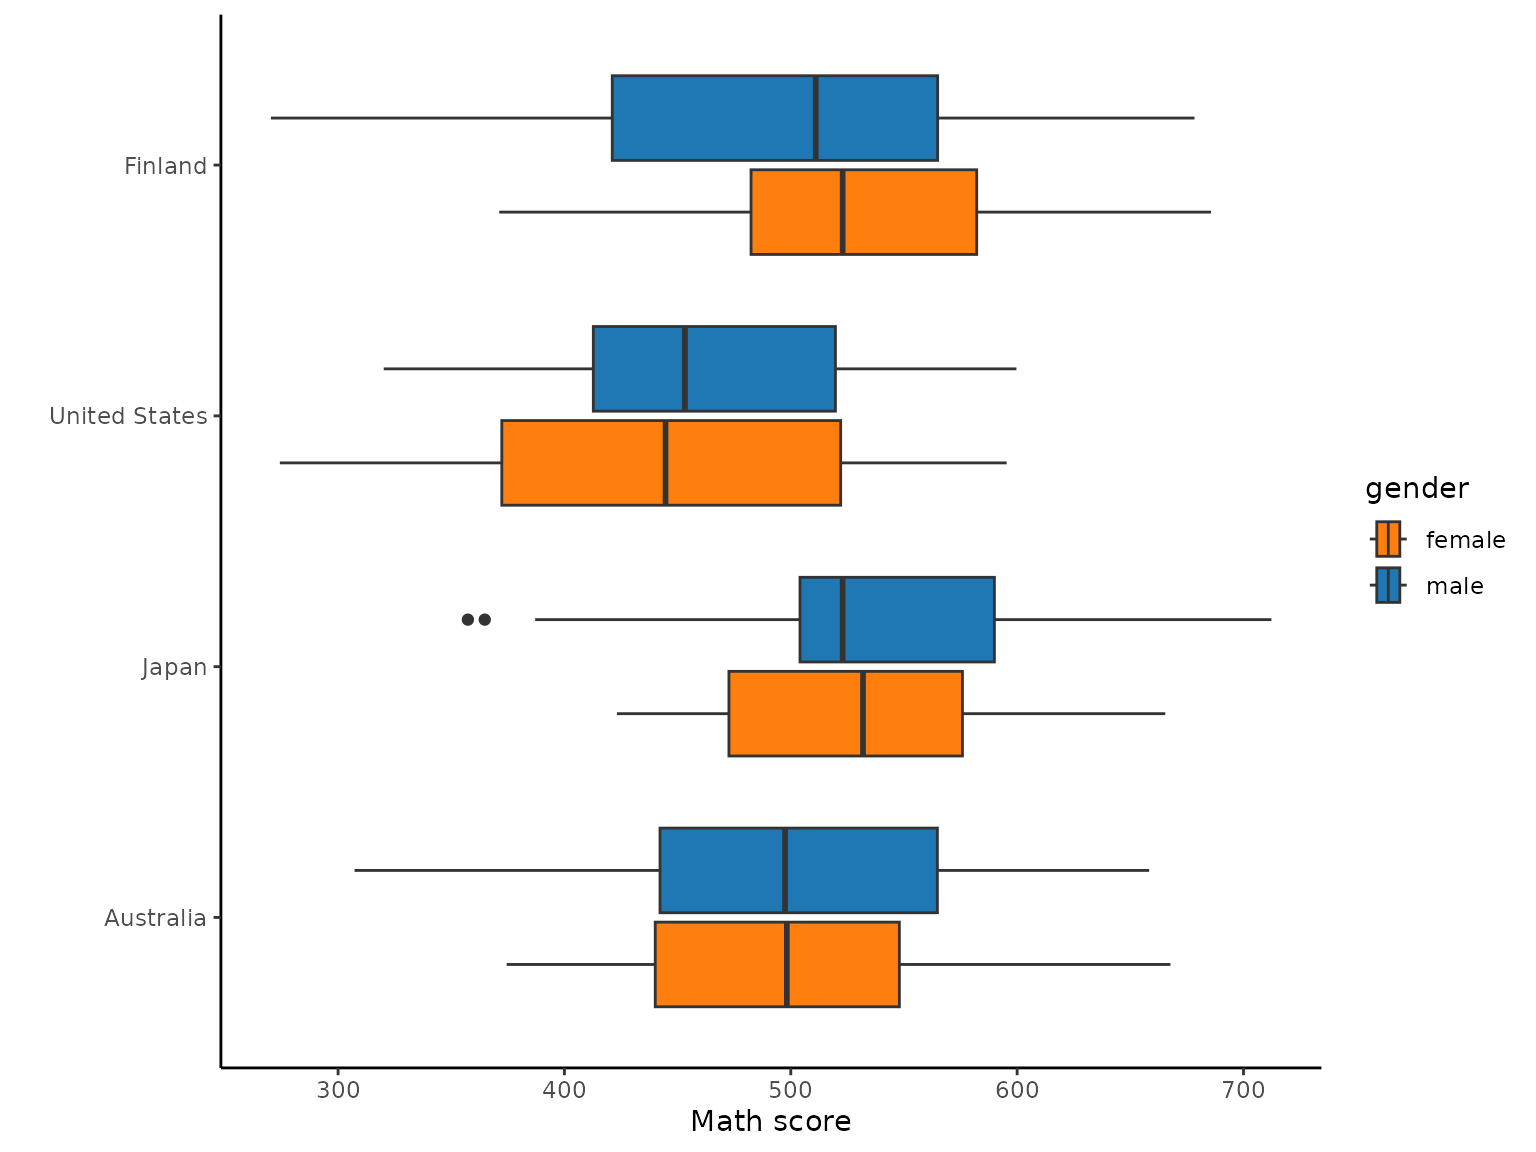 Finland
United States
Japan
Australia
300 400 500 600 700
Math score
gender
female
male